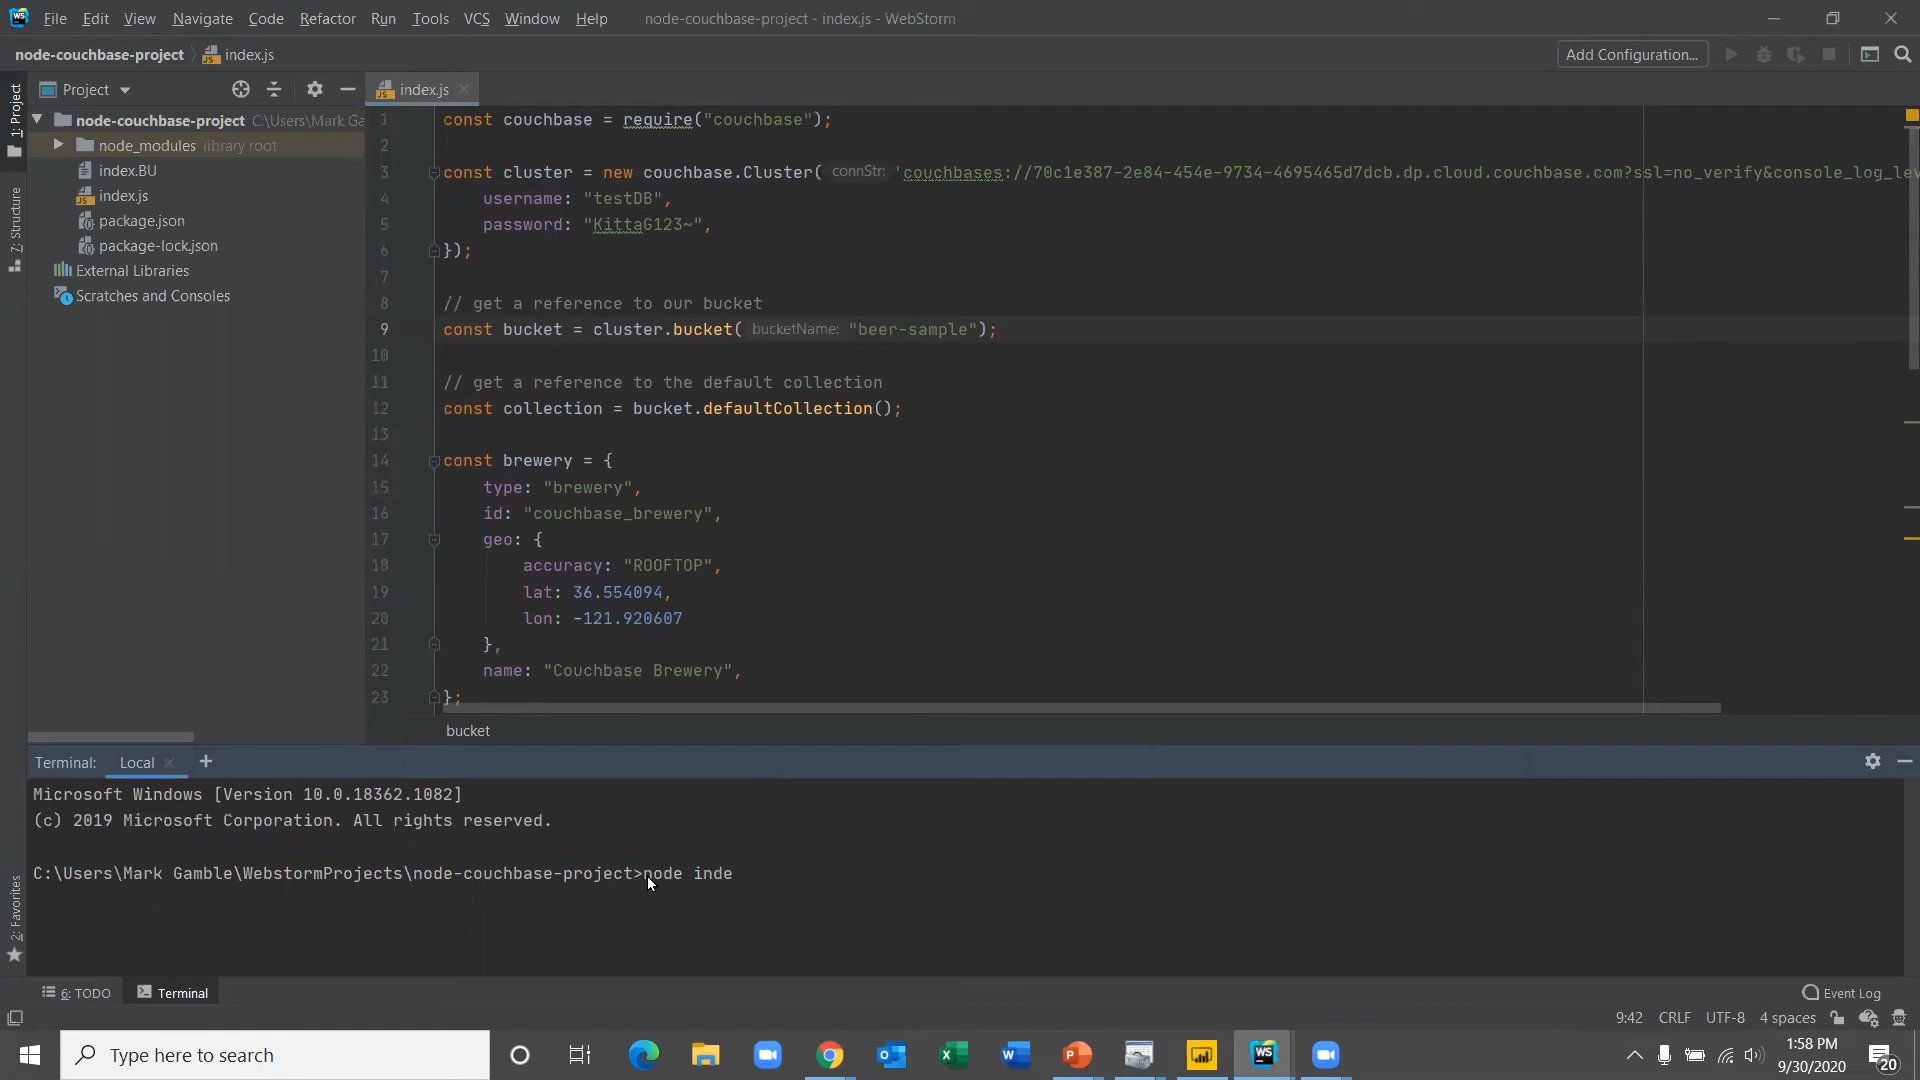 File Edit View Navigate Code Refactor Run Tools VCS Window Help node-couchbase-project - index.js - WebStorm
node-couchbase-project index.js Add Configuration...
Project index.js
1: Project
node-couchbase-project C:\Users\Mark Ga
node_modules library root
index.BU
index.js
package.json
package-lock.json
External Libraries
Scratches and Consoles
7: Structure
2: Favorites
1 const couchbase = require("couchbase");
2
3 const cluster = new couchbase.Cluster( connStr: 'couchbases://70c1e387-2e84-454e-9734-4695465d7dcb.dp.cloud.couchbase.com?ssl=no_verify&console_log_lev
4 username: "testDB",
5 password: "KittaG123~",
6 });
7
8 // get a reference to our bucket
9 const bucket = cluster.bucket( bucketName: "beer-sample");
10
11 // get a reference to the default collection
12 const collection = bucket.defaultCollection();
13
14 const brewery = {
15 type: "brewery",
16 id: "couchbase_brewery",
17 geo: {
18 accuracy: "ROOFTOP",
19 lat: 36.554094,
20 lon: -121.920607
21 },
22 name: "Couchbase Brewery",
23 };
bucket
Terminal: Local +
Microsoft Windows [Version 10.0.18362.1082]
(c) 2019 Microsoft Corporation. All rights reserved.
C:\Users\Mark Gamble\WebstormProjects\node-couchbase-project>node inde
6: TODO Terminal Event Log
9:42 CRLF UTF-8 4 spaces
Type here to search
1:58 PM
9/30/2020
20